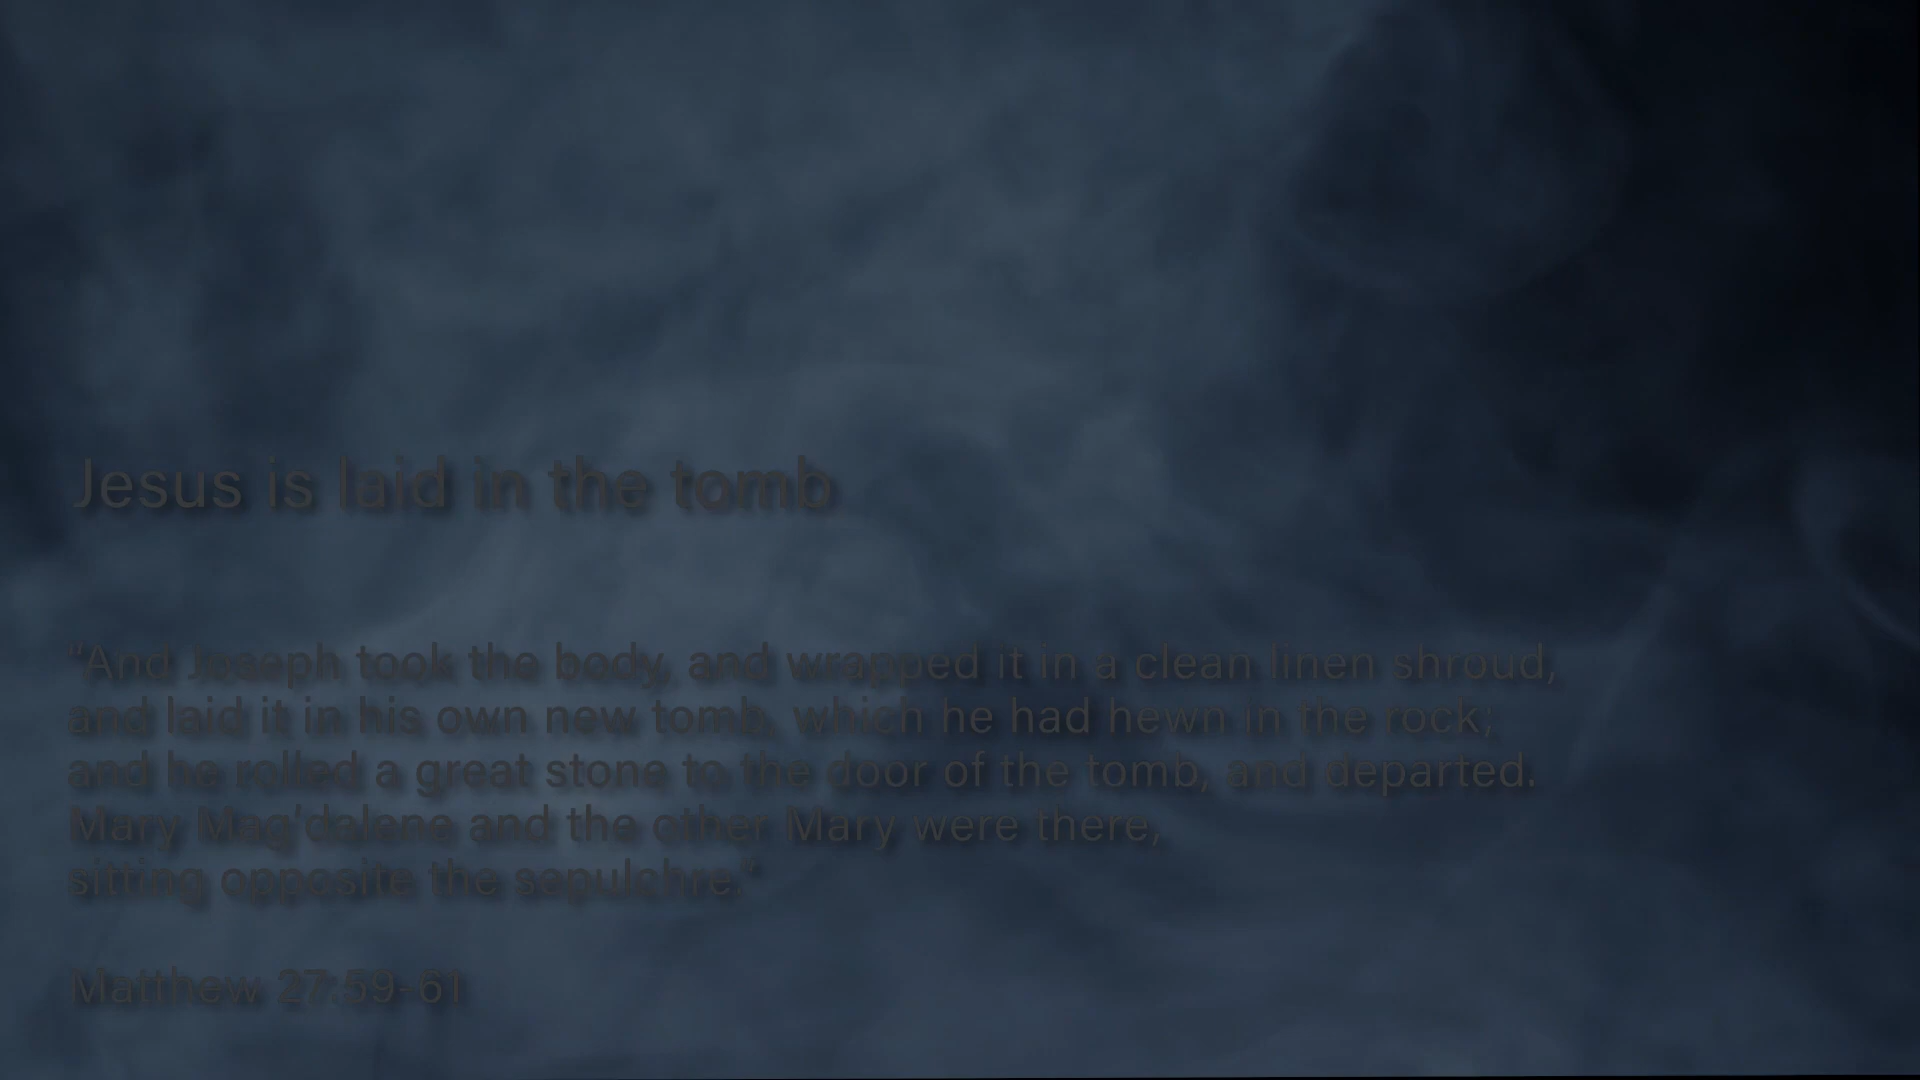 Jesus is laid in the tomb
"And Joseph took the body, and wrapped it in a clean linen shroud,
and laid it in his own new tomb, which he had hewn in the rock;
and he rolled a great stone to the door of the tomb, and departed.
Mary Mag'dalene and the other Mary were there,
sitting opposite the sepulchre."
Matthew 27:59-61